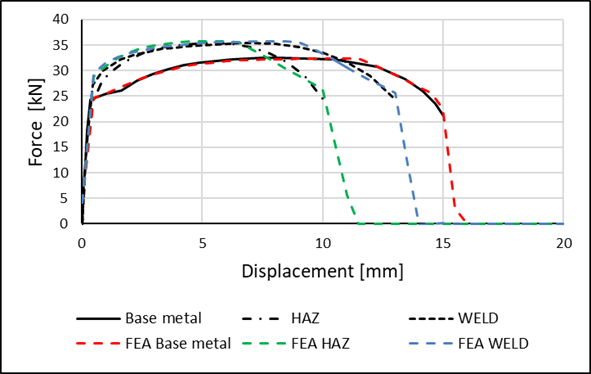 40
35
30
25
20
15
10
5
0
Force [kN]
0 5 10 15 20
Displacement [mm]
Base metal HAZ WELD
FEA Base metal FEA HAZ FEA WELD